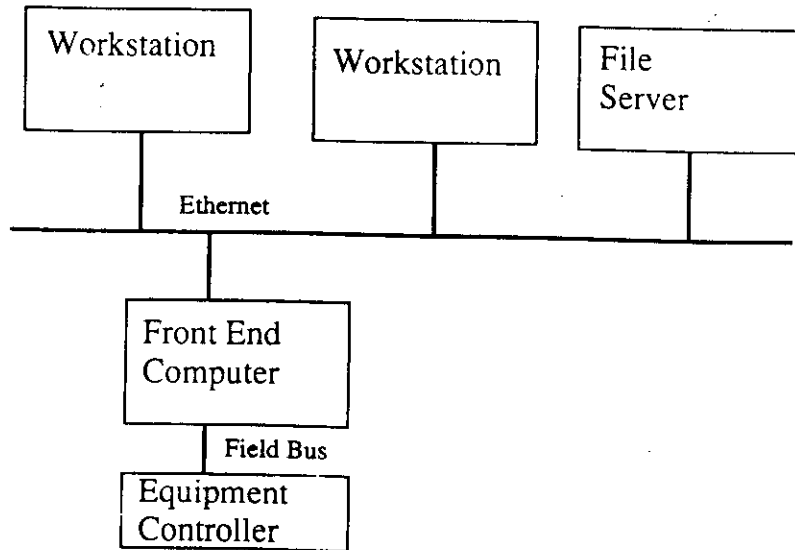 Workstation
Workstation
File
Server
Ethernet
Front End
Computer
Field Bus
Equipment
Controller